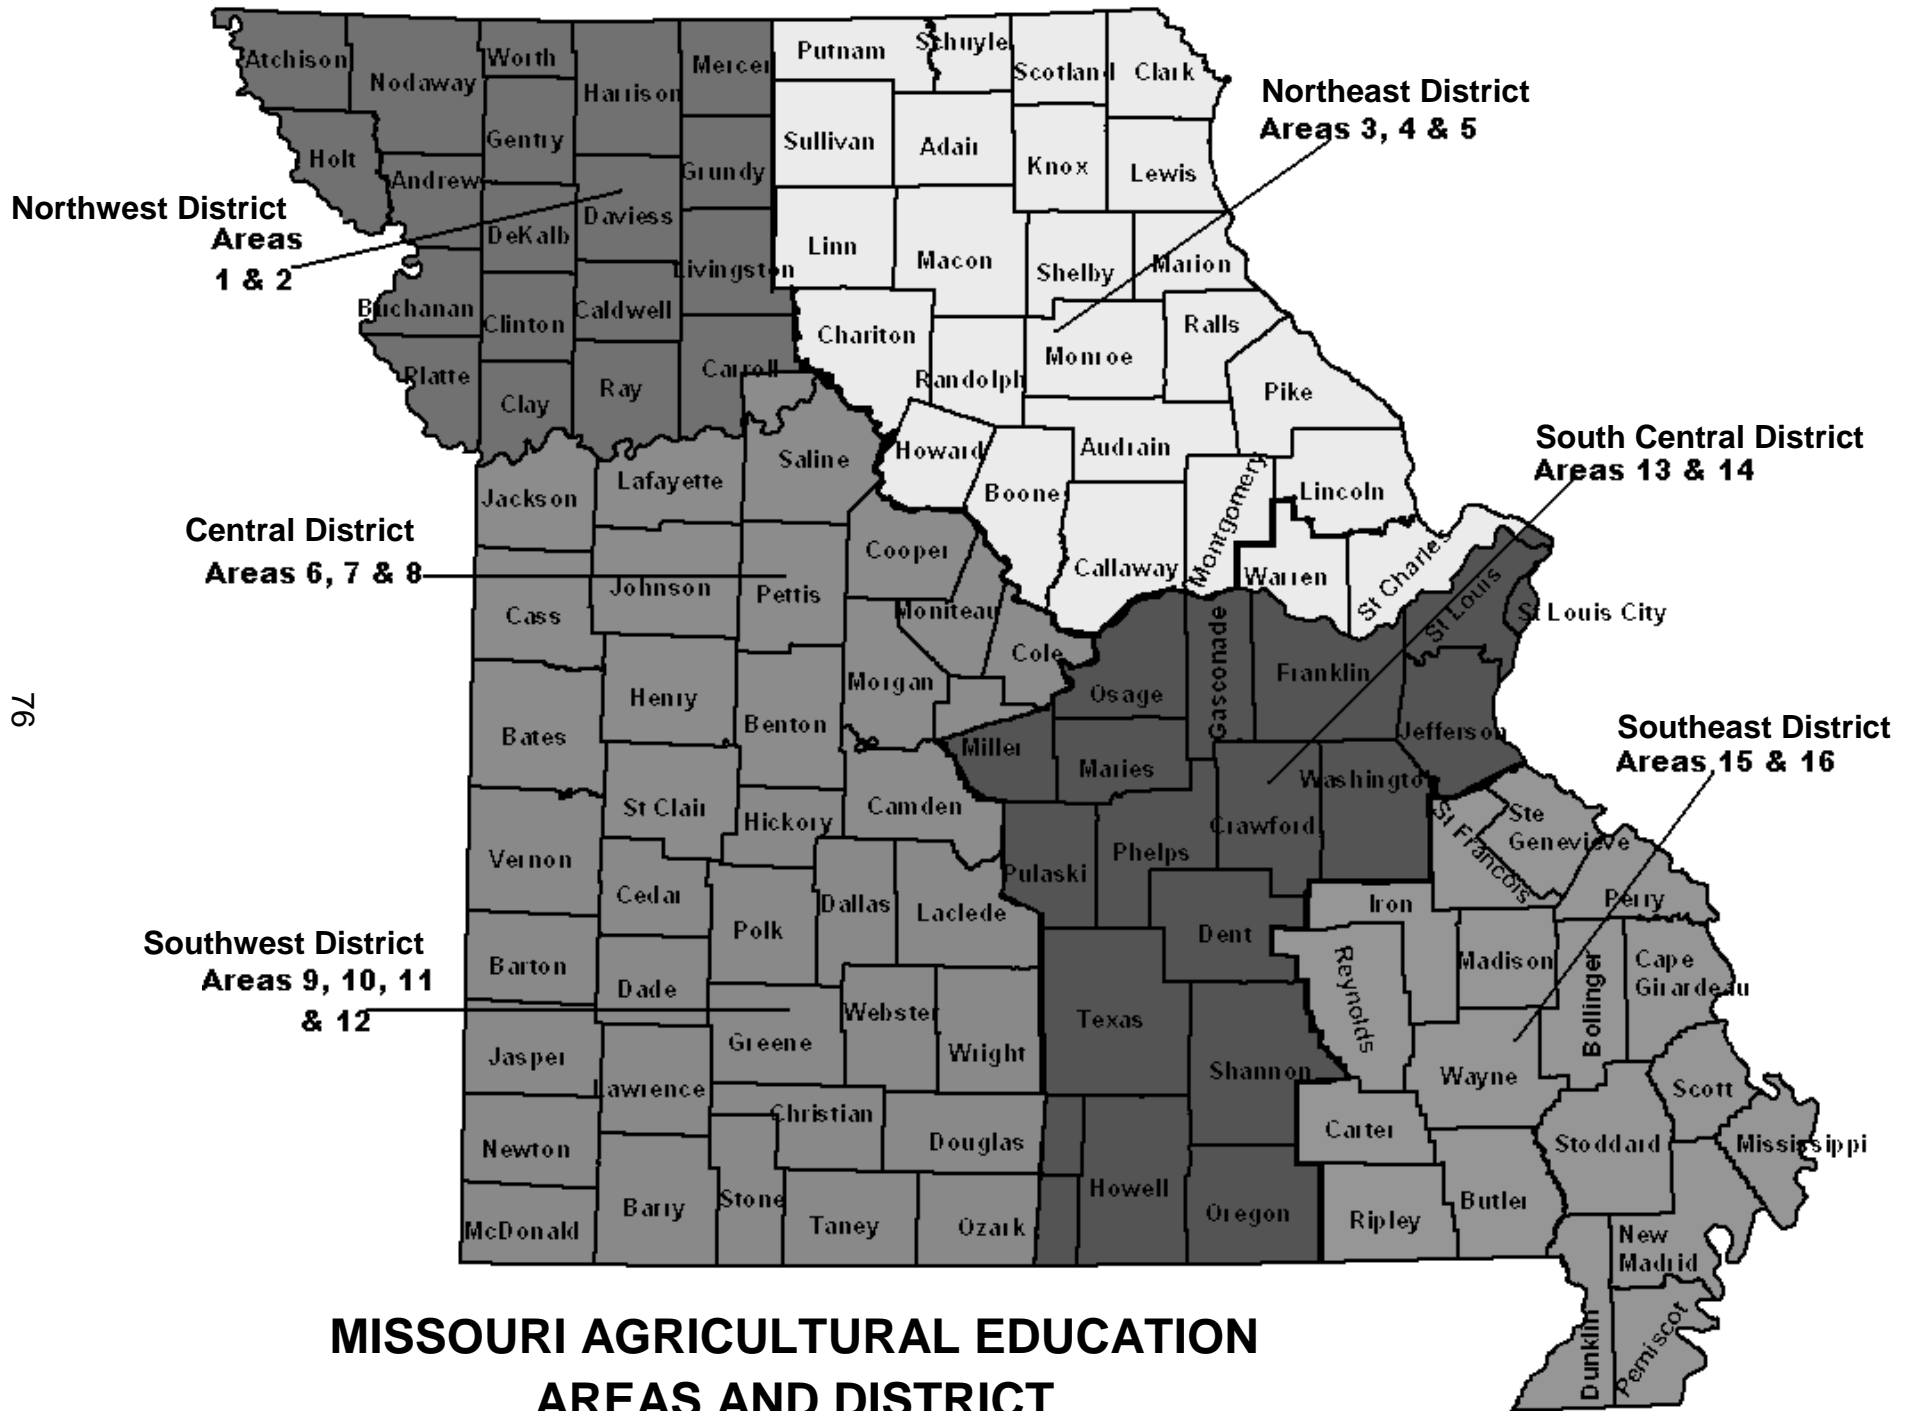 Atchison
Nodaway
Worth
Harrison
Mercer
Putnam
Schuyle
Scotland
Clark
Holt
Andrew
Gentry
Grundy
Sullivan
Adair
Knox
Lewis
Northeast District
Areas 3, 4 & 5
Northwest District
Areas
1 & 2
DeKalb
Daviess
Livingston
Linn
Macon
Shelby
Marion
Buchanan
Clinton
Caldwell
Chariton
Randolph
Monroe
Ralls
Pike
Platte
Clay
Ray
Carroll
Howard
Boone
Audrain
Montgomery
Lincoln
South Central District
Areas 13 & 14
Jackson
Lafayette
Saline
Central District
Areas 6, 7 & 8
Cass
Johnson
Pettis
Cooper
Moniteau
Cole
Callaway
Warren
St Charles
St Louis
St Louis City
76
Bates
Henry
Benton
Morgan
Miller
Osage
Gasconade
Franklin
Jefferson
Southeast District
Areas 15 & 16
Maries
Washington
Vernon
St Clair
Hickory
Camden
Pulaski
Phelps
Crawford
St Francois
Ste
Genevieve
Perry
Cedar
Polk
Dallas
Laclede
Dent
Iron
Southwest District
Areas 9, 10, 11
& 12
Barton
Dade
Greene
Webster
Wright
Texas
Shannon
Reynolds
Madison
Bollinger
Cape
Girardeau
Jasper
Lawrence
Christian
Douglas
Wayne
Scott
Newton
Carter
Stoddard
Mississippi
McDonald
Barry
Stone
Taney
Ozark
Howell
Oregon
Ripley
Butler
New
Madrid
Dunklin
Pemiscot
MISSOURI AGRICULTURAL EDUCATION
AREAS AND DISTRICT